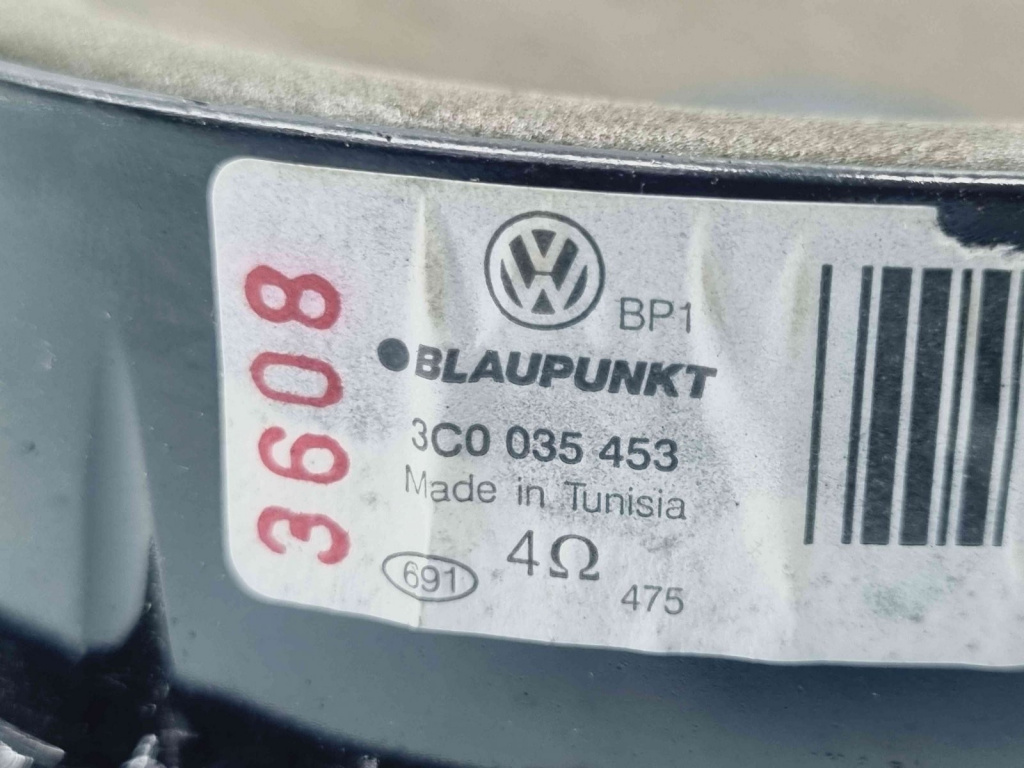 3608
BP1
BLAUPUNKT
3C0 035 453
Made in Tunisia
4Ω
691
475